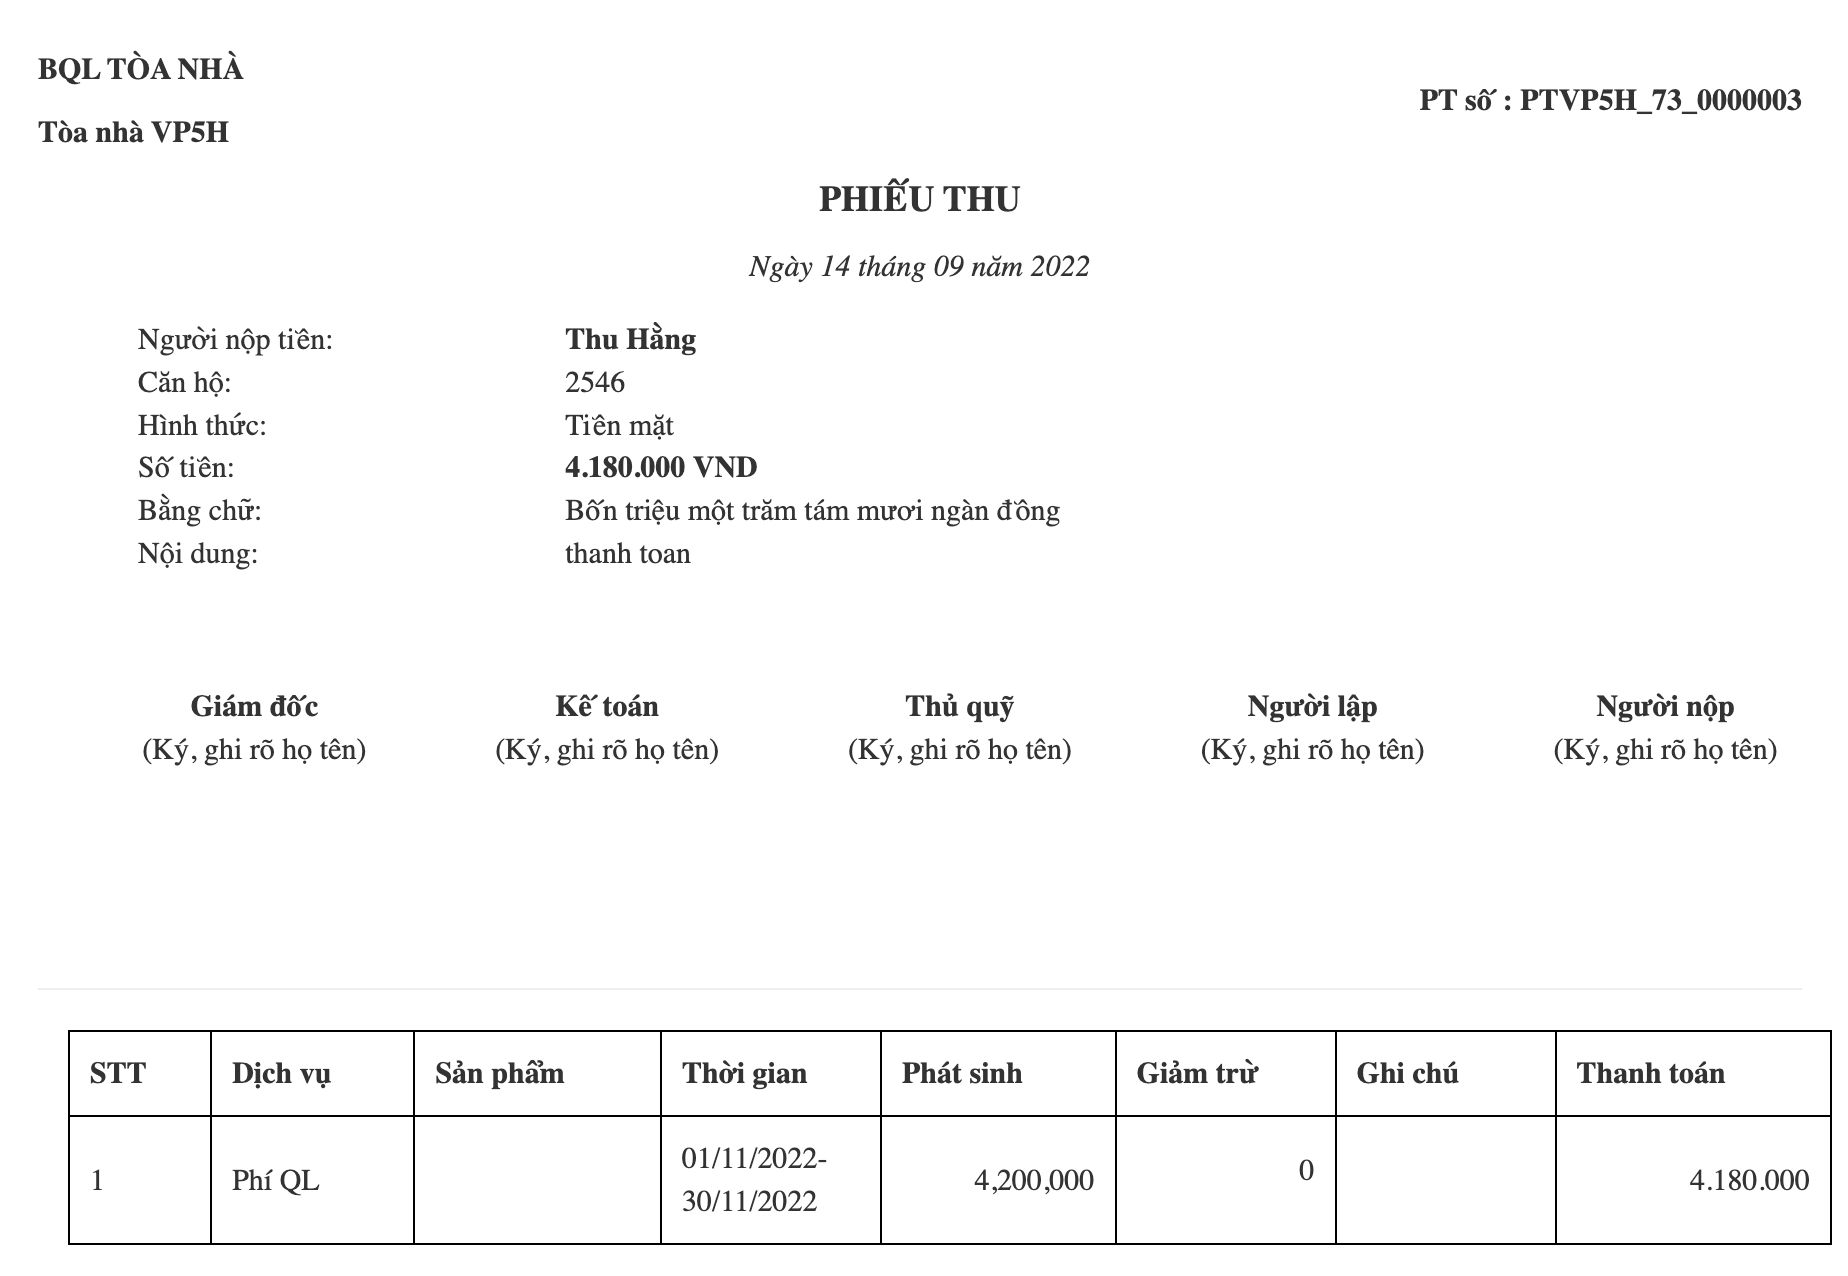 BQL TÒA NHÀ
PT số : PTVP5H_73_0000003
Tòa nhà VP5H
PHIẾU THU
Ngày 14 tháng 09 năm 2022
Người nộp tiền: Thu Hằng
Căn hộ: 2546
Hình thức: Tiền mặt
Số tiền: 4.180.000 VND
Bằng chữ: Bốn triệu một trăm tám mươi ngàn đồng
Nội dung: thanh toan
Giám đốc Kế toán Thủ quỹ Người lập Người nộp
(Ký, ghi rõ họ tên) (Ký, ghi rõ họ tên) (Ký, ghi rõ họ tên) (Ký, ghi rõ họ tên) (Ký, ghi rõ họ tên)
STT Dịch vụ Sản phẩm Thời gian Phát sinh Giảm trừ Ghi chú Thanh toán
1 Phí QL 01/11/2022- 4,200,000 0 4.180.000
30/11/2022